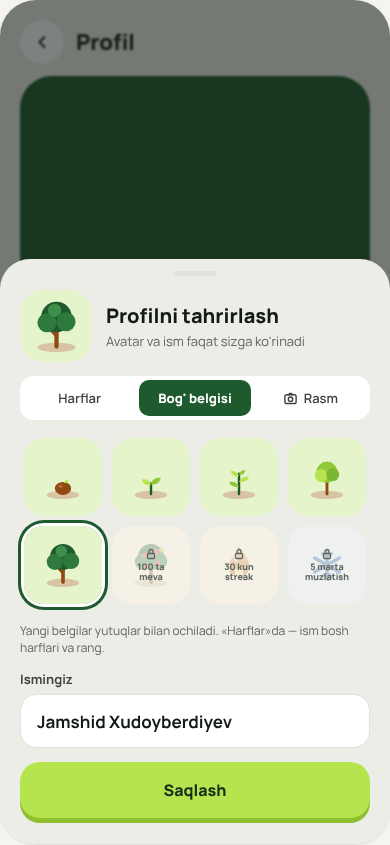 Profil
Profilni tahrirlash
Avatar va ism faqat sizga ko'rinadi
Harflar
Bog' belgisi
Rasm
100 ta
meva
30 kun
streak
5 marta
muzlatish
Yangi belgilar yutuqlar bilan ochiladi. «Harflar»da — ism bosh
harflari va rang.
Ismingiz
Jamshid Xudoyberdiyev
Saqlash